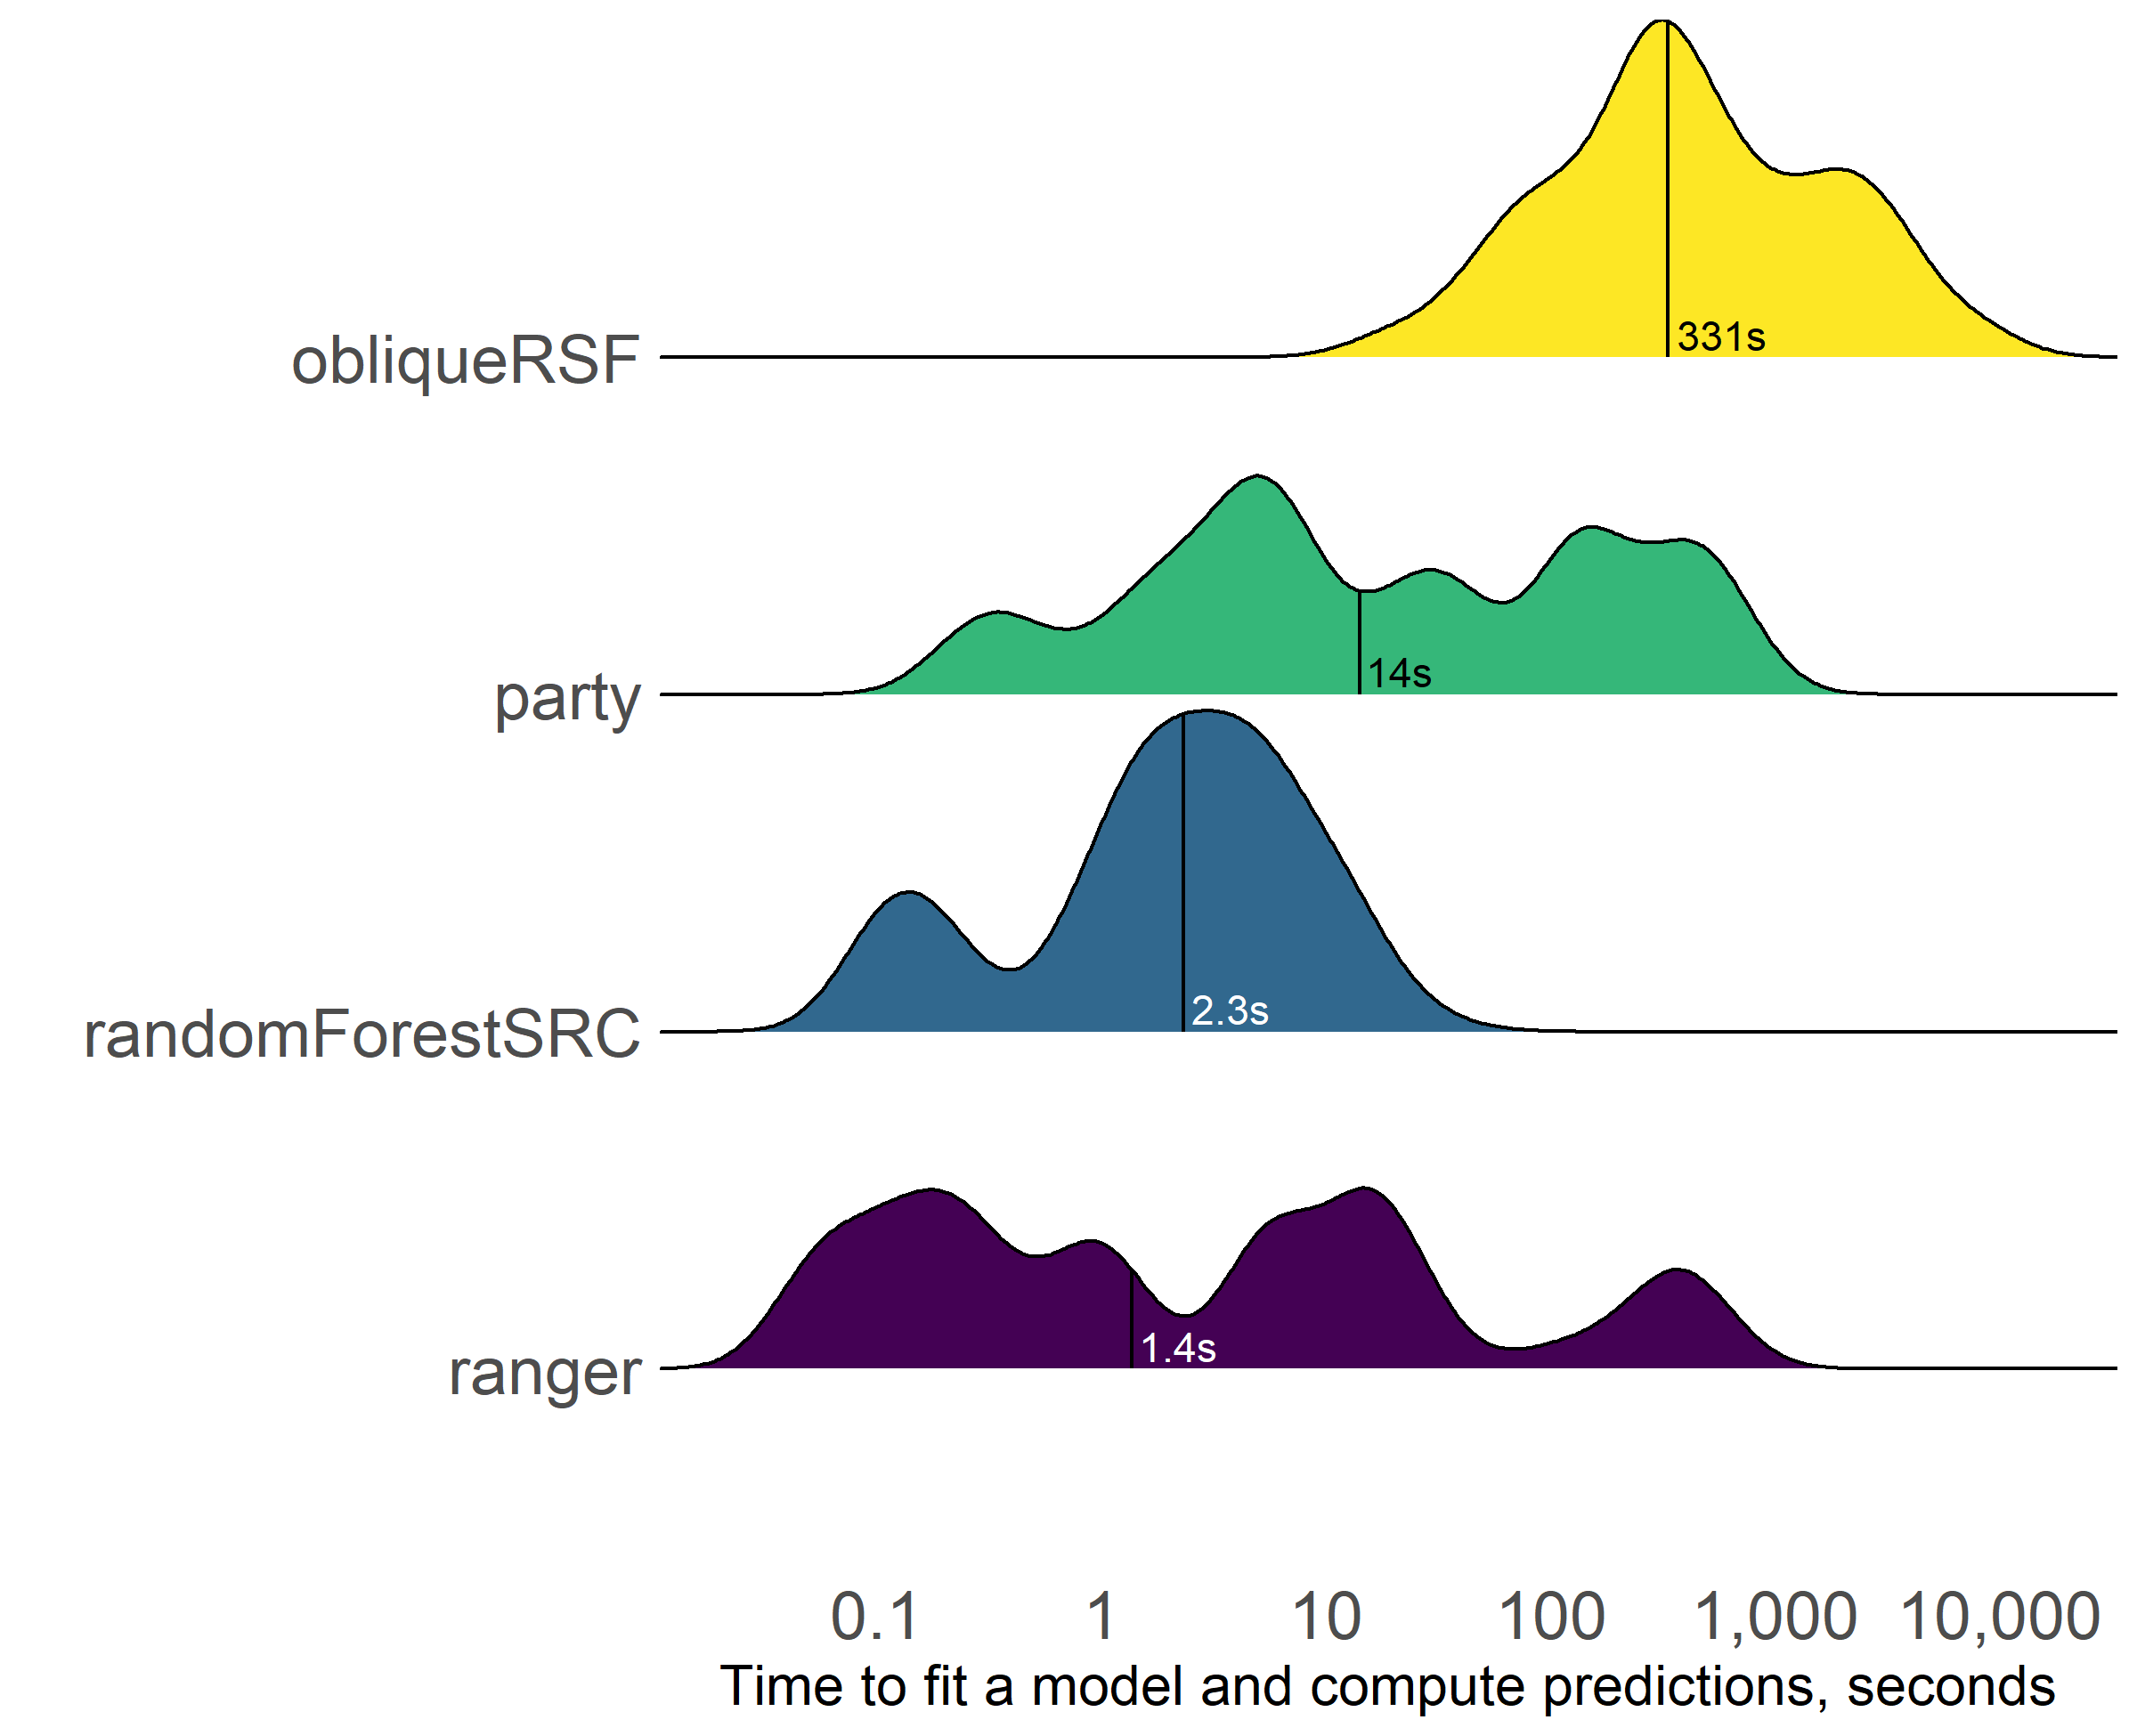 obliqueRSF
331s
party
14s
randomForestSRC
2.3s
ranger
1.4s
0.1 1 10 100 1,000 10,000
Time to fit a model and compute predictions, seconds